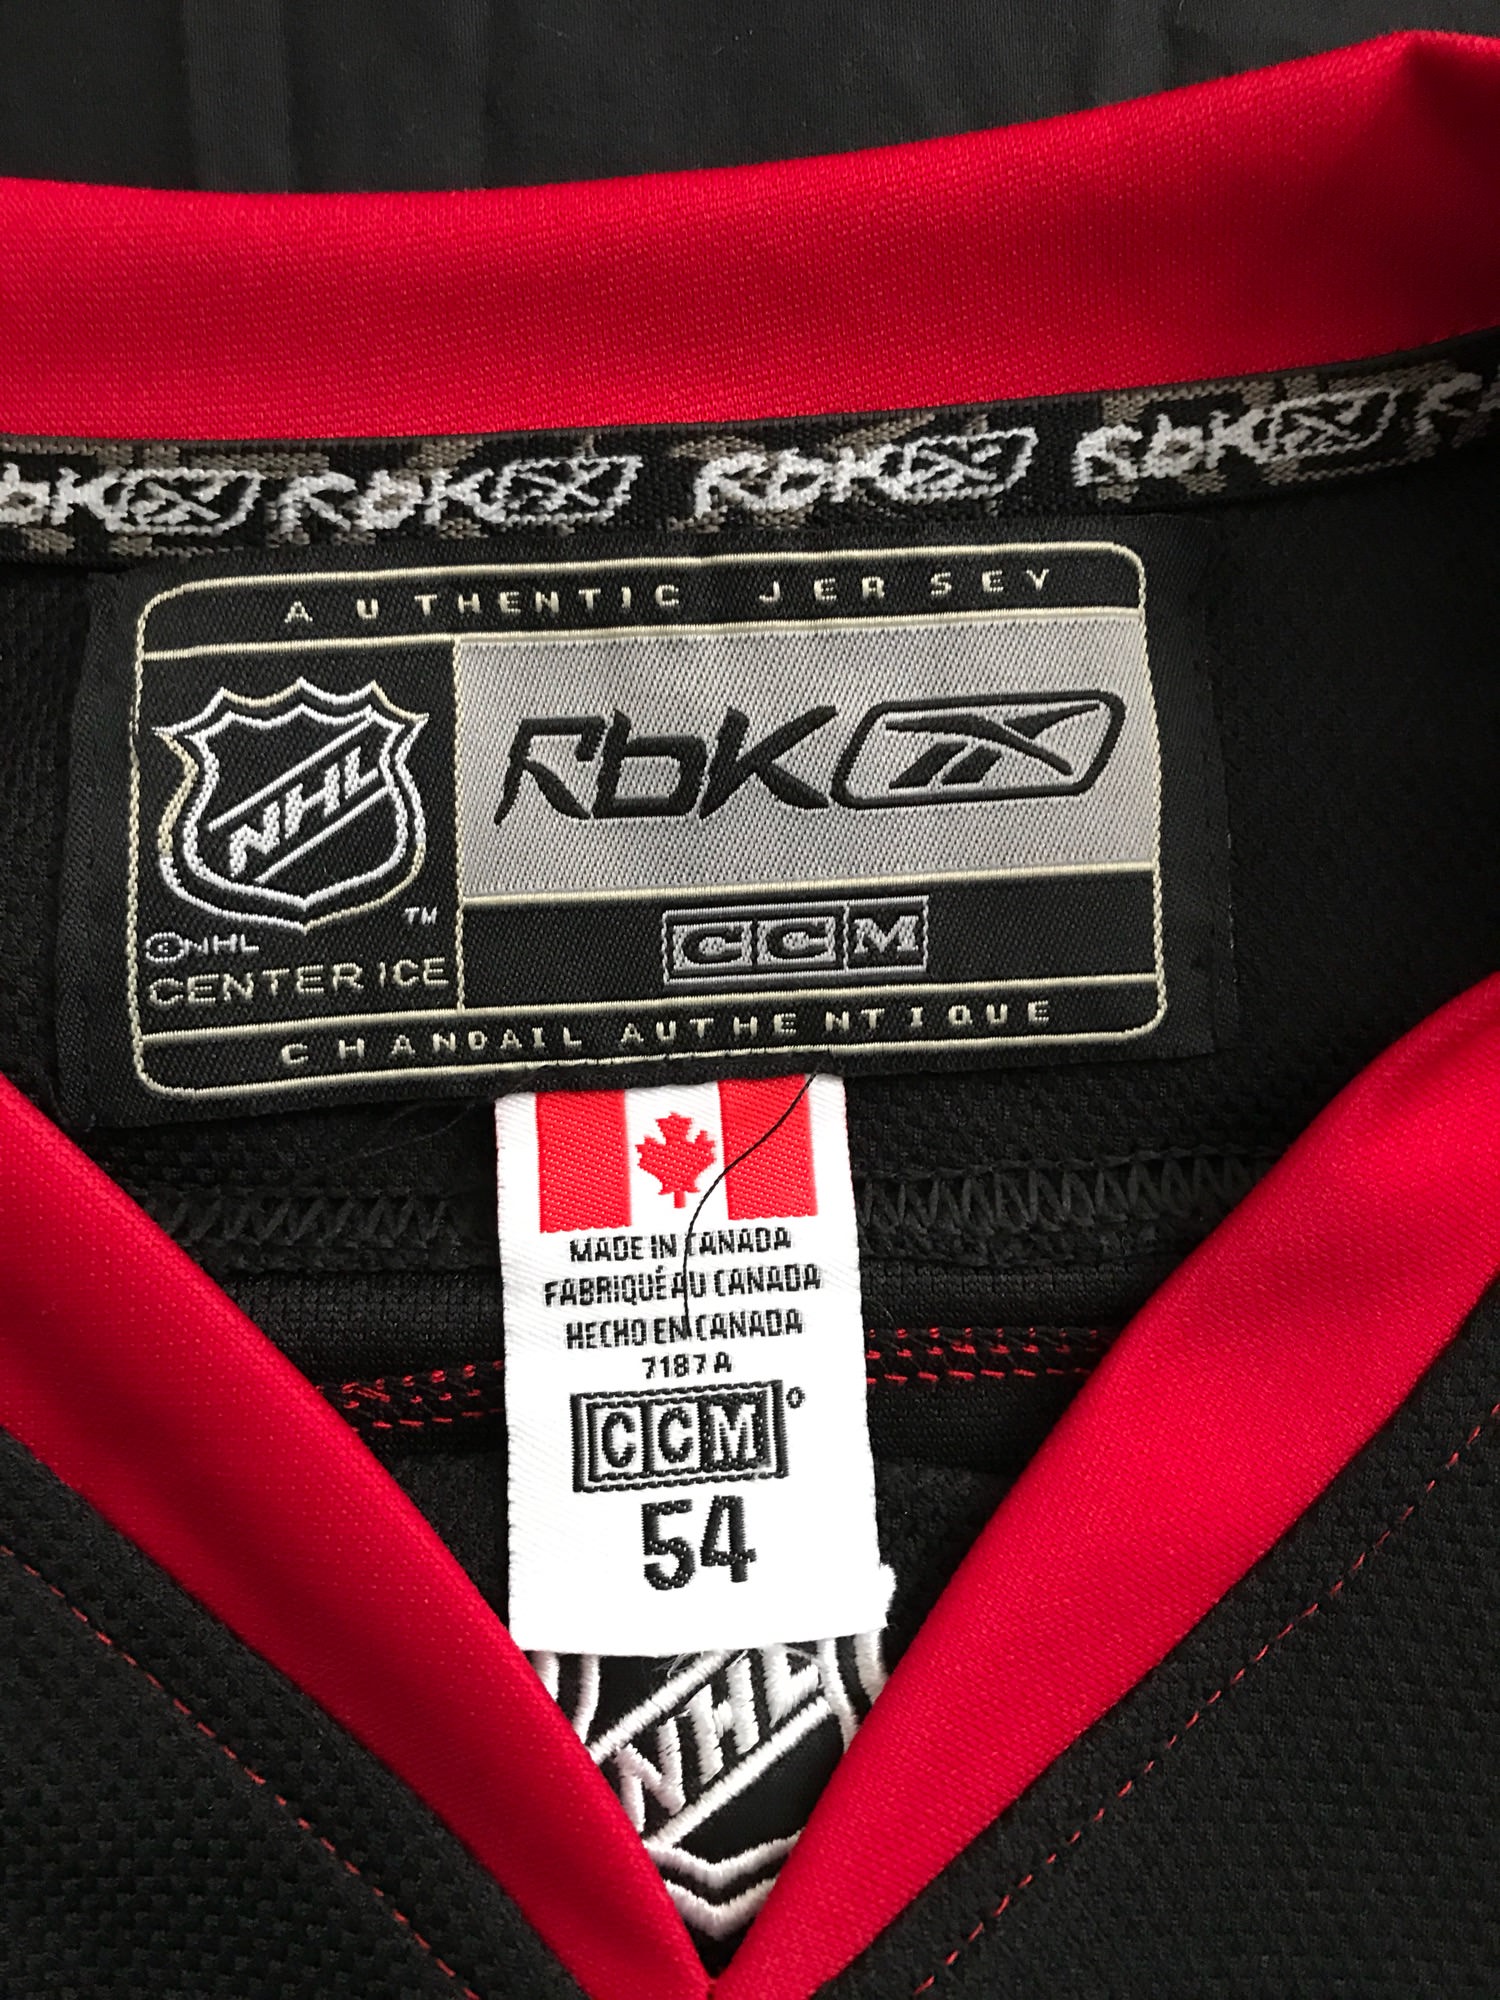 RbK RbK RbK RbK
AUTHENTIC JERSEY
NHL
RbK
TM
©NHL
CENTER ICE
CCM
CHANDAIL AUTHENTIQUE
MADE IN CANADA
FABRIQUÉ AU CANADA
HECHO EN CANADA
7187A
CCM
54
NHL